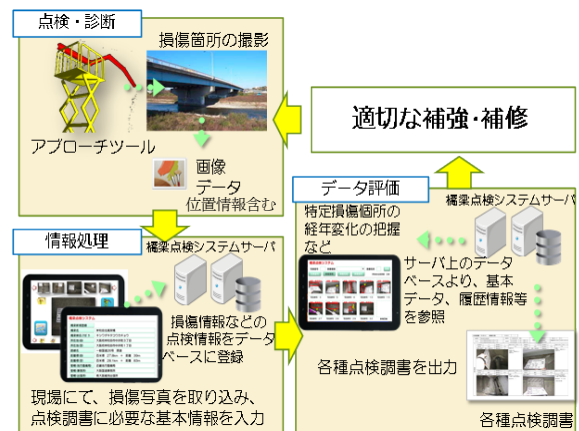 点検・診断
損傷箇所の撮影
アプローチツール
画像
データ
位置情報含む
適切な補強・補修
情報処理
橋梁点検システムサーバ
損傷情報などの
点検情報をデータ
ベースに登録
現場にて、損傷写真を取り込み、
点検調書に必要な基本情報を入力
データ評価
特定損傷個所の
経年変化の把握
など
橋梁点検システムサーバ
サーバ上のデータ
ベースより、基本
データ、履歴情報等
を参照
各種点検調書を出力
各種点検調書